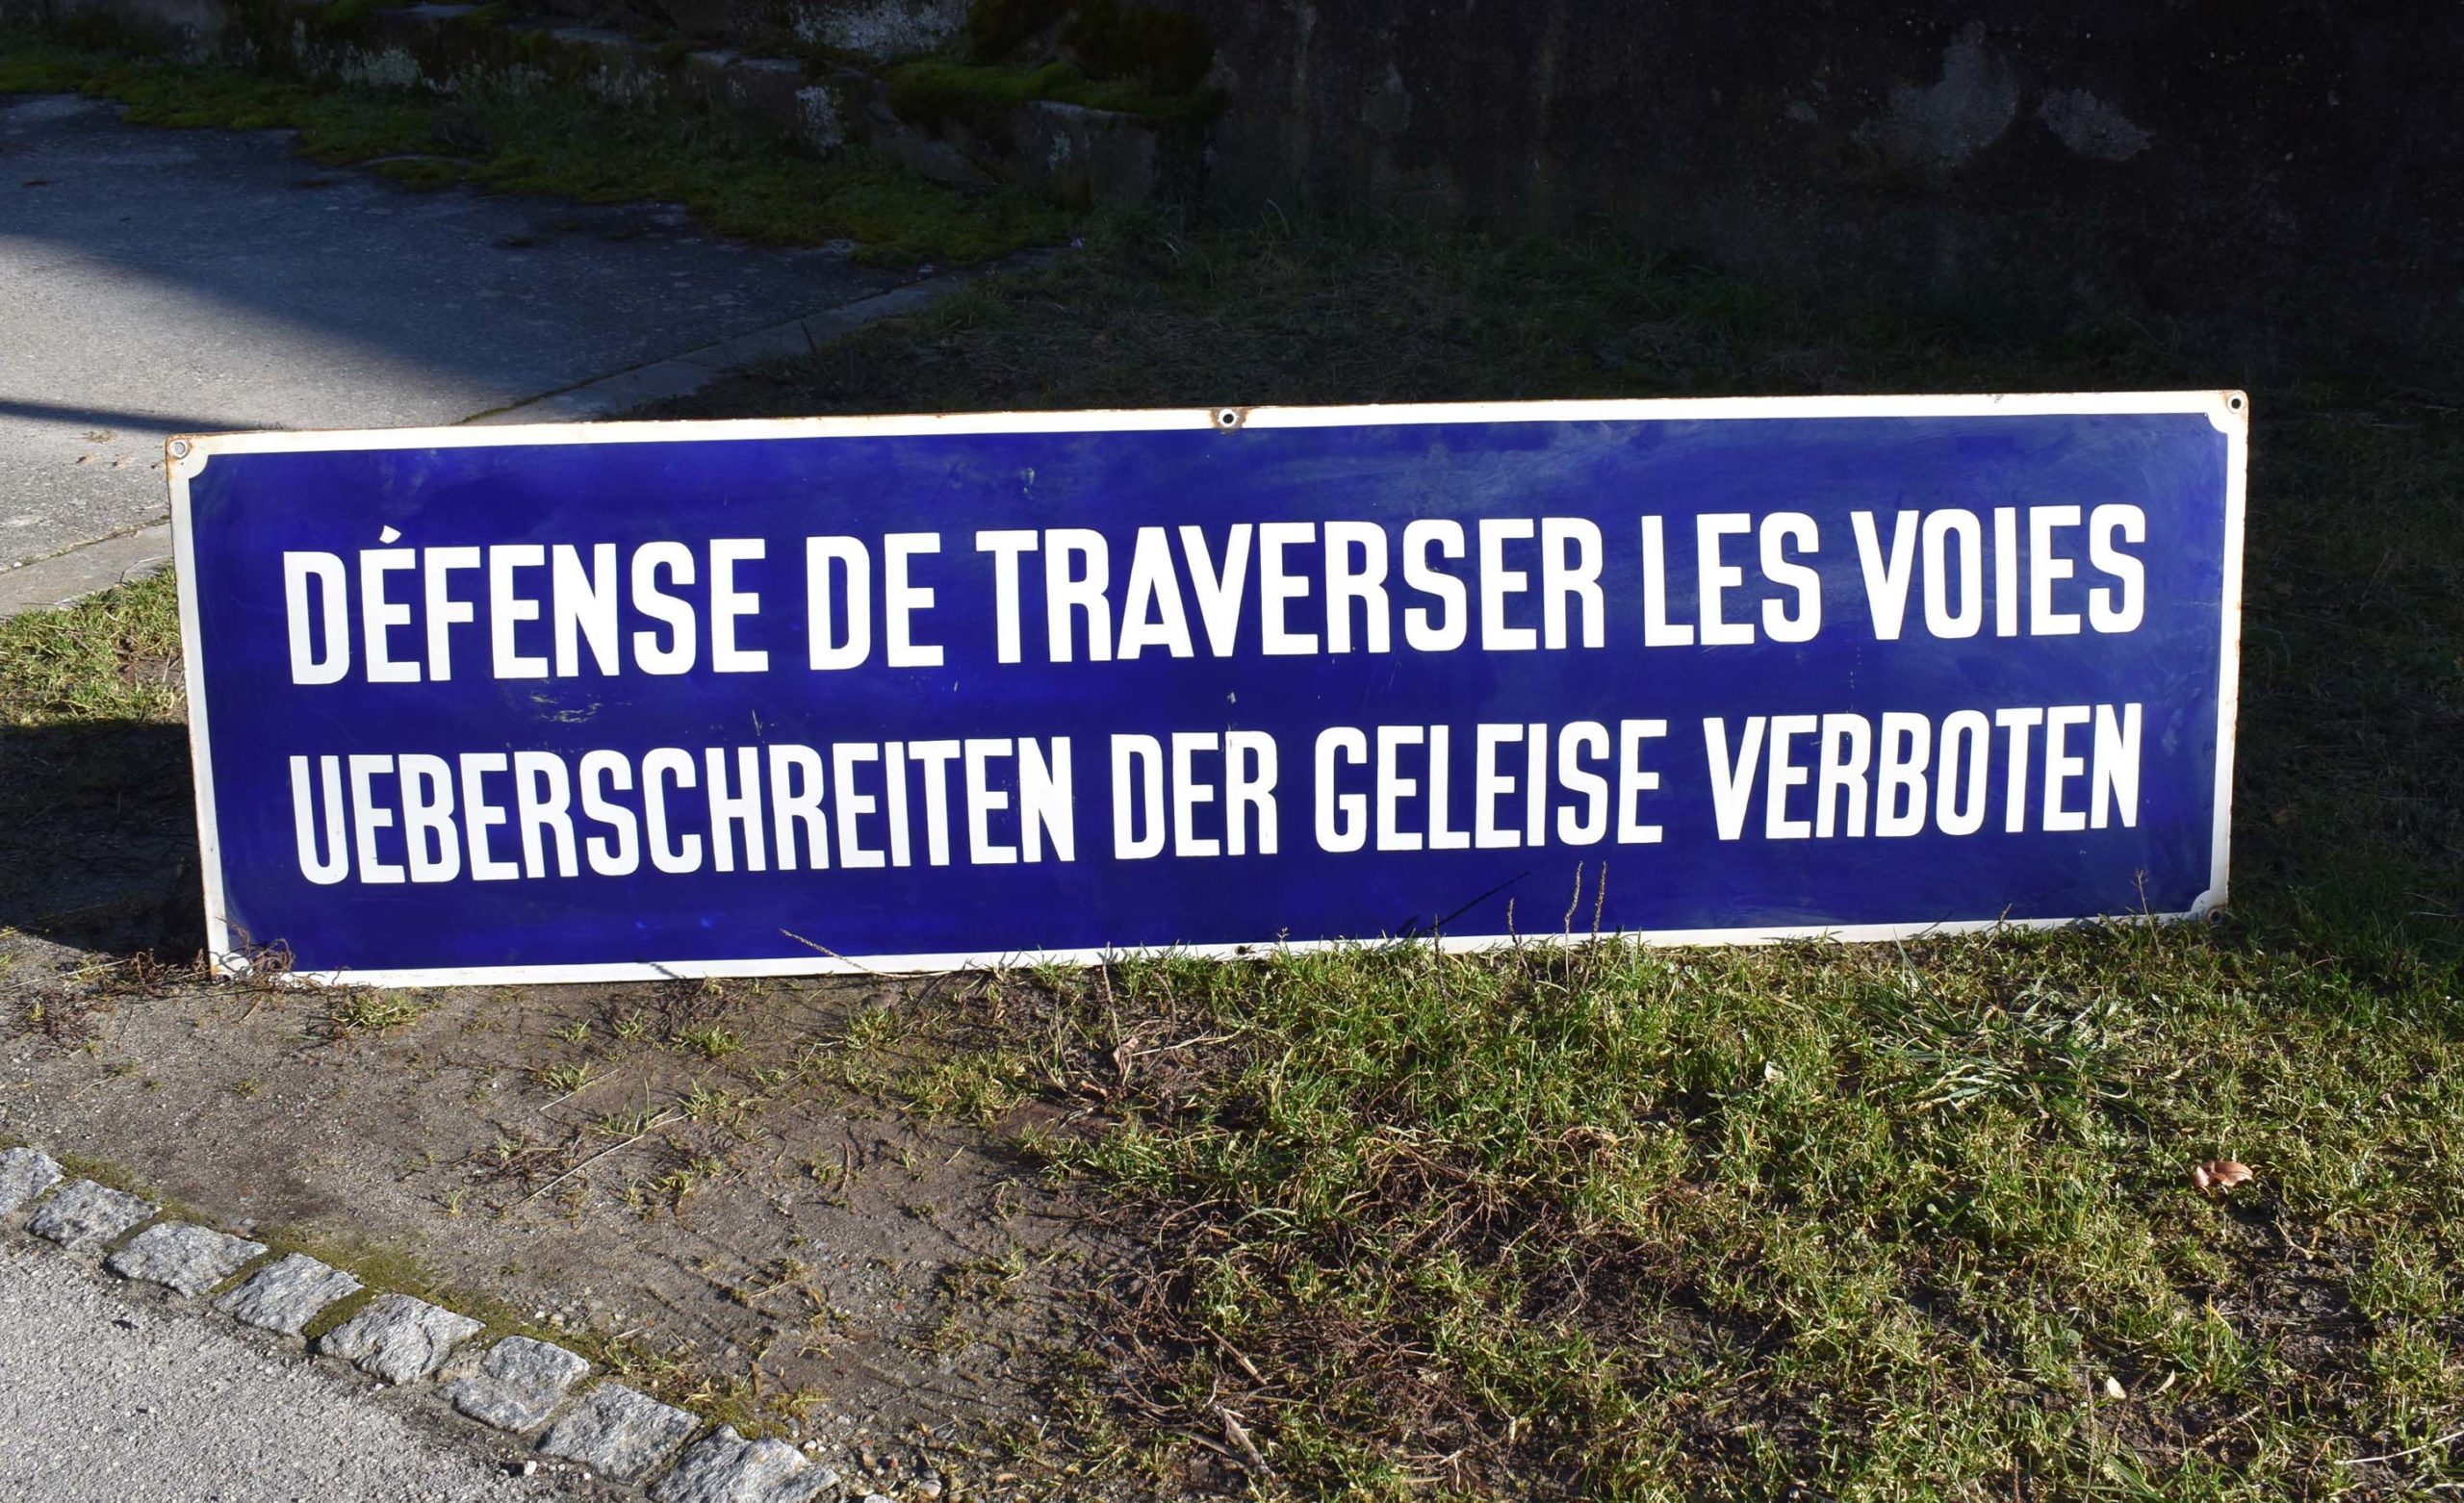 DÉFENSE DE TRAVERSER LES VOIES
UEBERSCHREITEN DER GELEISE VERBOTEN